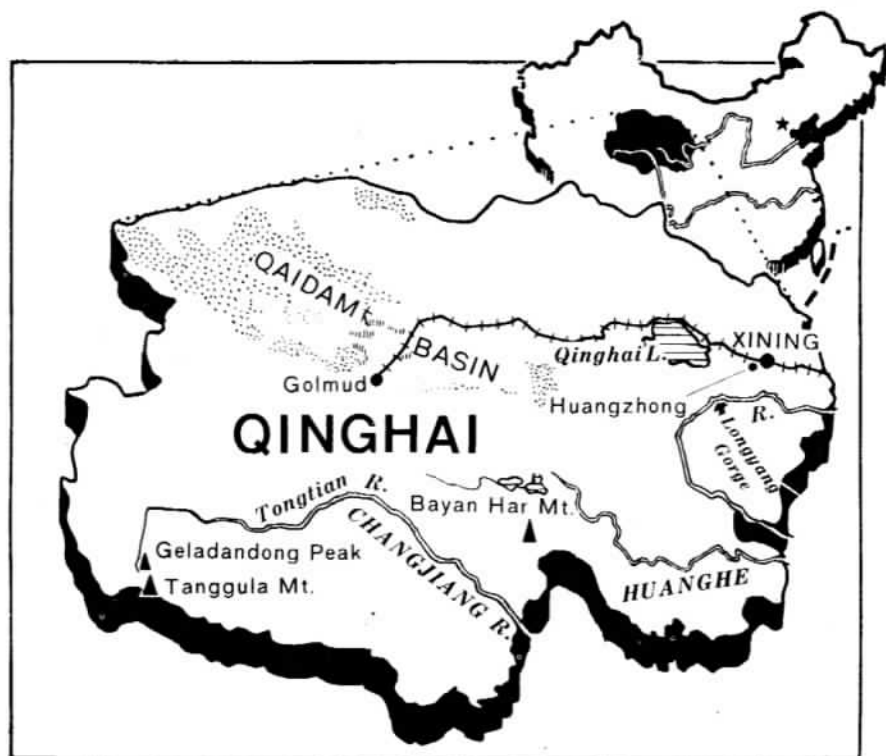 QAIDAM
BASIN
XINING
Qinghai L.
Golmud
Huangzhong
QINGHAI
R.
Longyang
Gorge
Tongtian R.
Bayan Har Mt.
CHANGJIANG R.
Geladandong Peak
Tanggula Mt.
HUANGHE